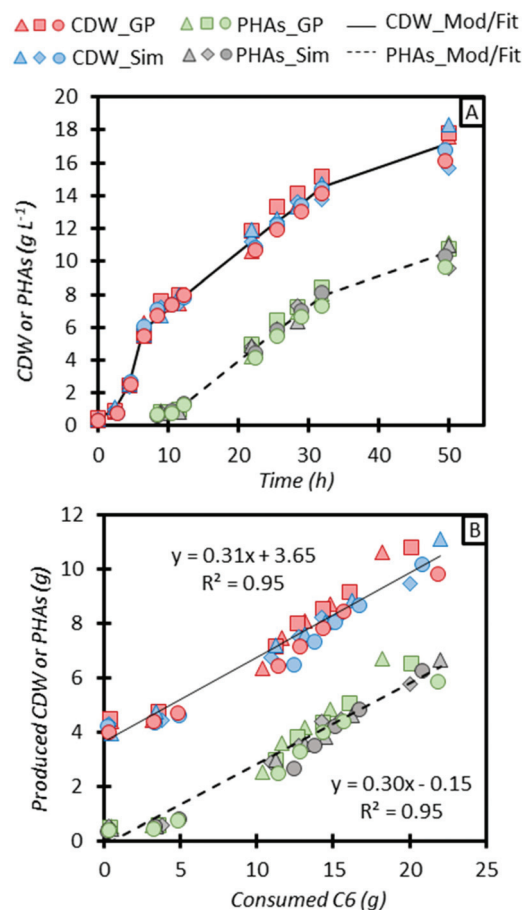 CDW_GP PHAs_GP CDW_Mod/Fit
CDW_Sim PHAs_Sim PHAs_Mod/Fit
A
20
18
16
14
12
10
8
6
4
2
0
CDW or PHAs (g L⁻¹)
0 10 20 30 40 50
Time (h)
B
12
10
8
6
4
2
0
Produced CDW or PHAs (g)
y = 0.31x + 3.65
R² = 0.95
y = 0.30x - 0.15
R² = 0.95
0 5 10 15 20 25
Consumed C6 (g)